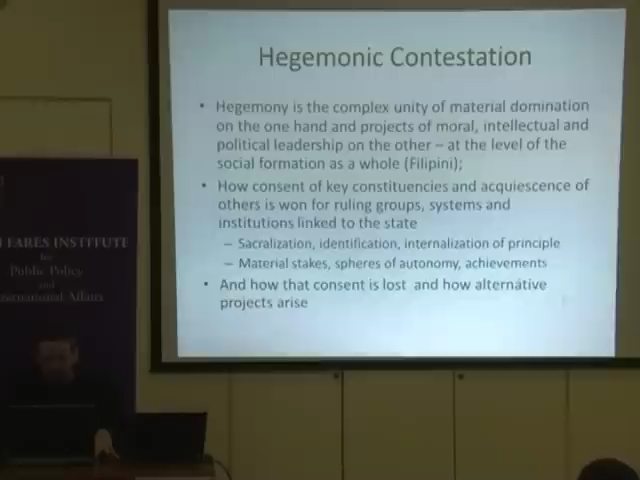 Hegemonic Contestation
• Hegemony is the complex unity of material domination
on the one hand and projects of moral, intellectual and
political leadership on the other – at the level of the
social formation as a whole (Filipini);
• How consent of key constituencies and acquiescence of
others is won for ruling groups, systems and
institutions linked to the state
– Sacralization, identification, internalization of principle
– Material stakes, spheres of autonomy, achievements
• And how that consent is lost and how alternative
projects arise
FARES INSTITUTE
for
Public Policy
and
Affairs